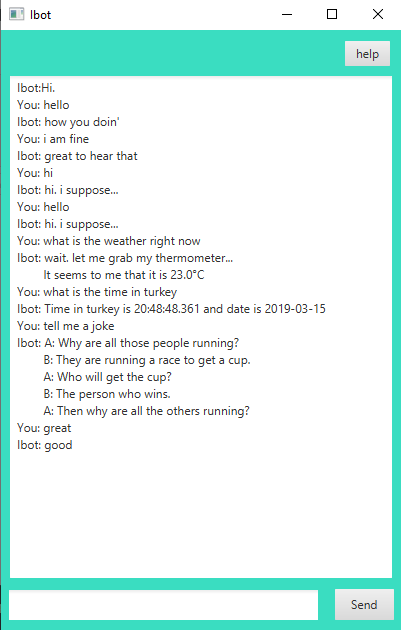 Ibot
help
Ibot:Hi.
You: hello
Ibot: how you doin'
You: i am fine
Ibot: great to hear that
You: hi
Ibot: hi. i suppose...
You: hello
Ibot: hi. i suppose...
You: what is the weather right now
Ibot: wait. let me grab my thermometer...
It seems to me that it is 23.0°C
You: what is the time in turkey
Ibot: Time in turkey is 20:48:48.361 and date is 2019-03-15
You: tell me a joke
Ibot: A: Why are all those people running?
B: They are running a race to get a cup.
A: Who will get the cup?
B: The person who wins.
A: Then why are all the others running?
You: great
Ibot: good
Send